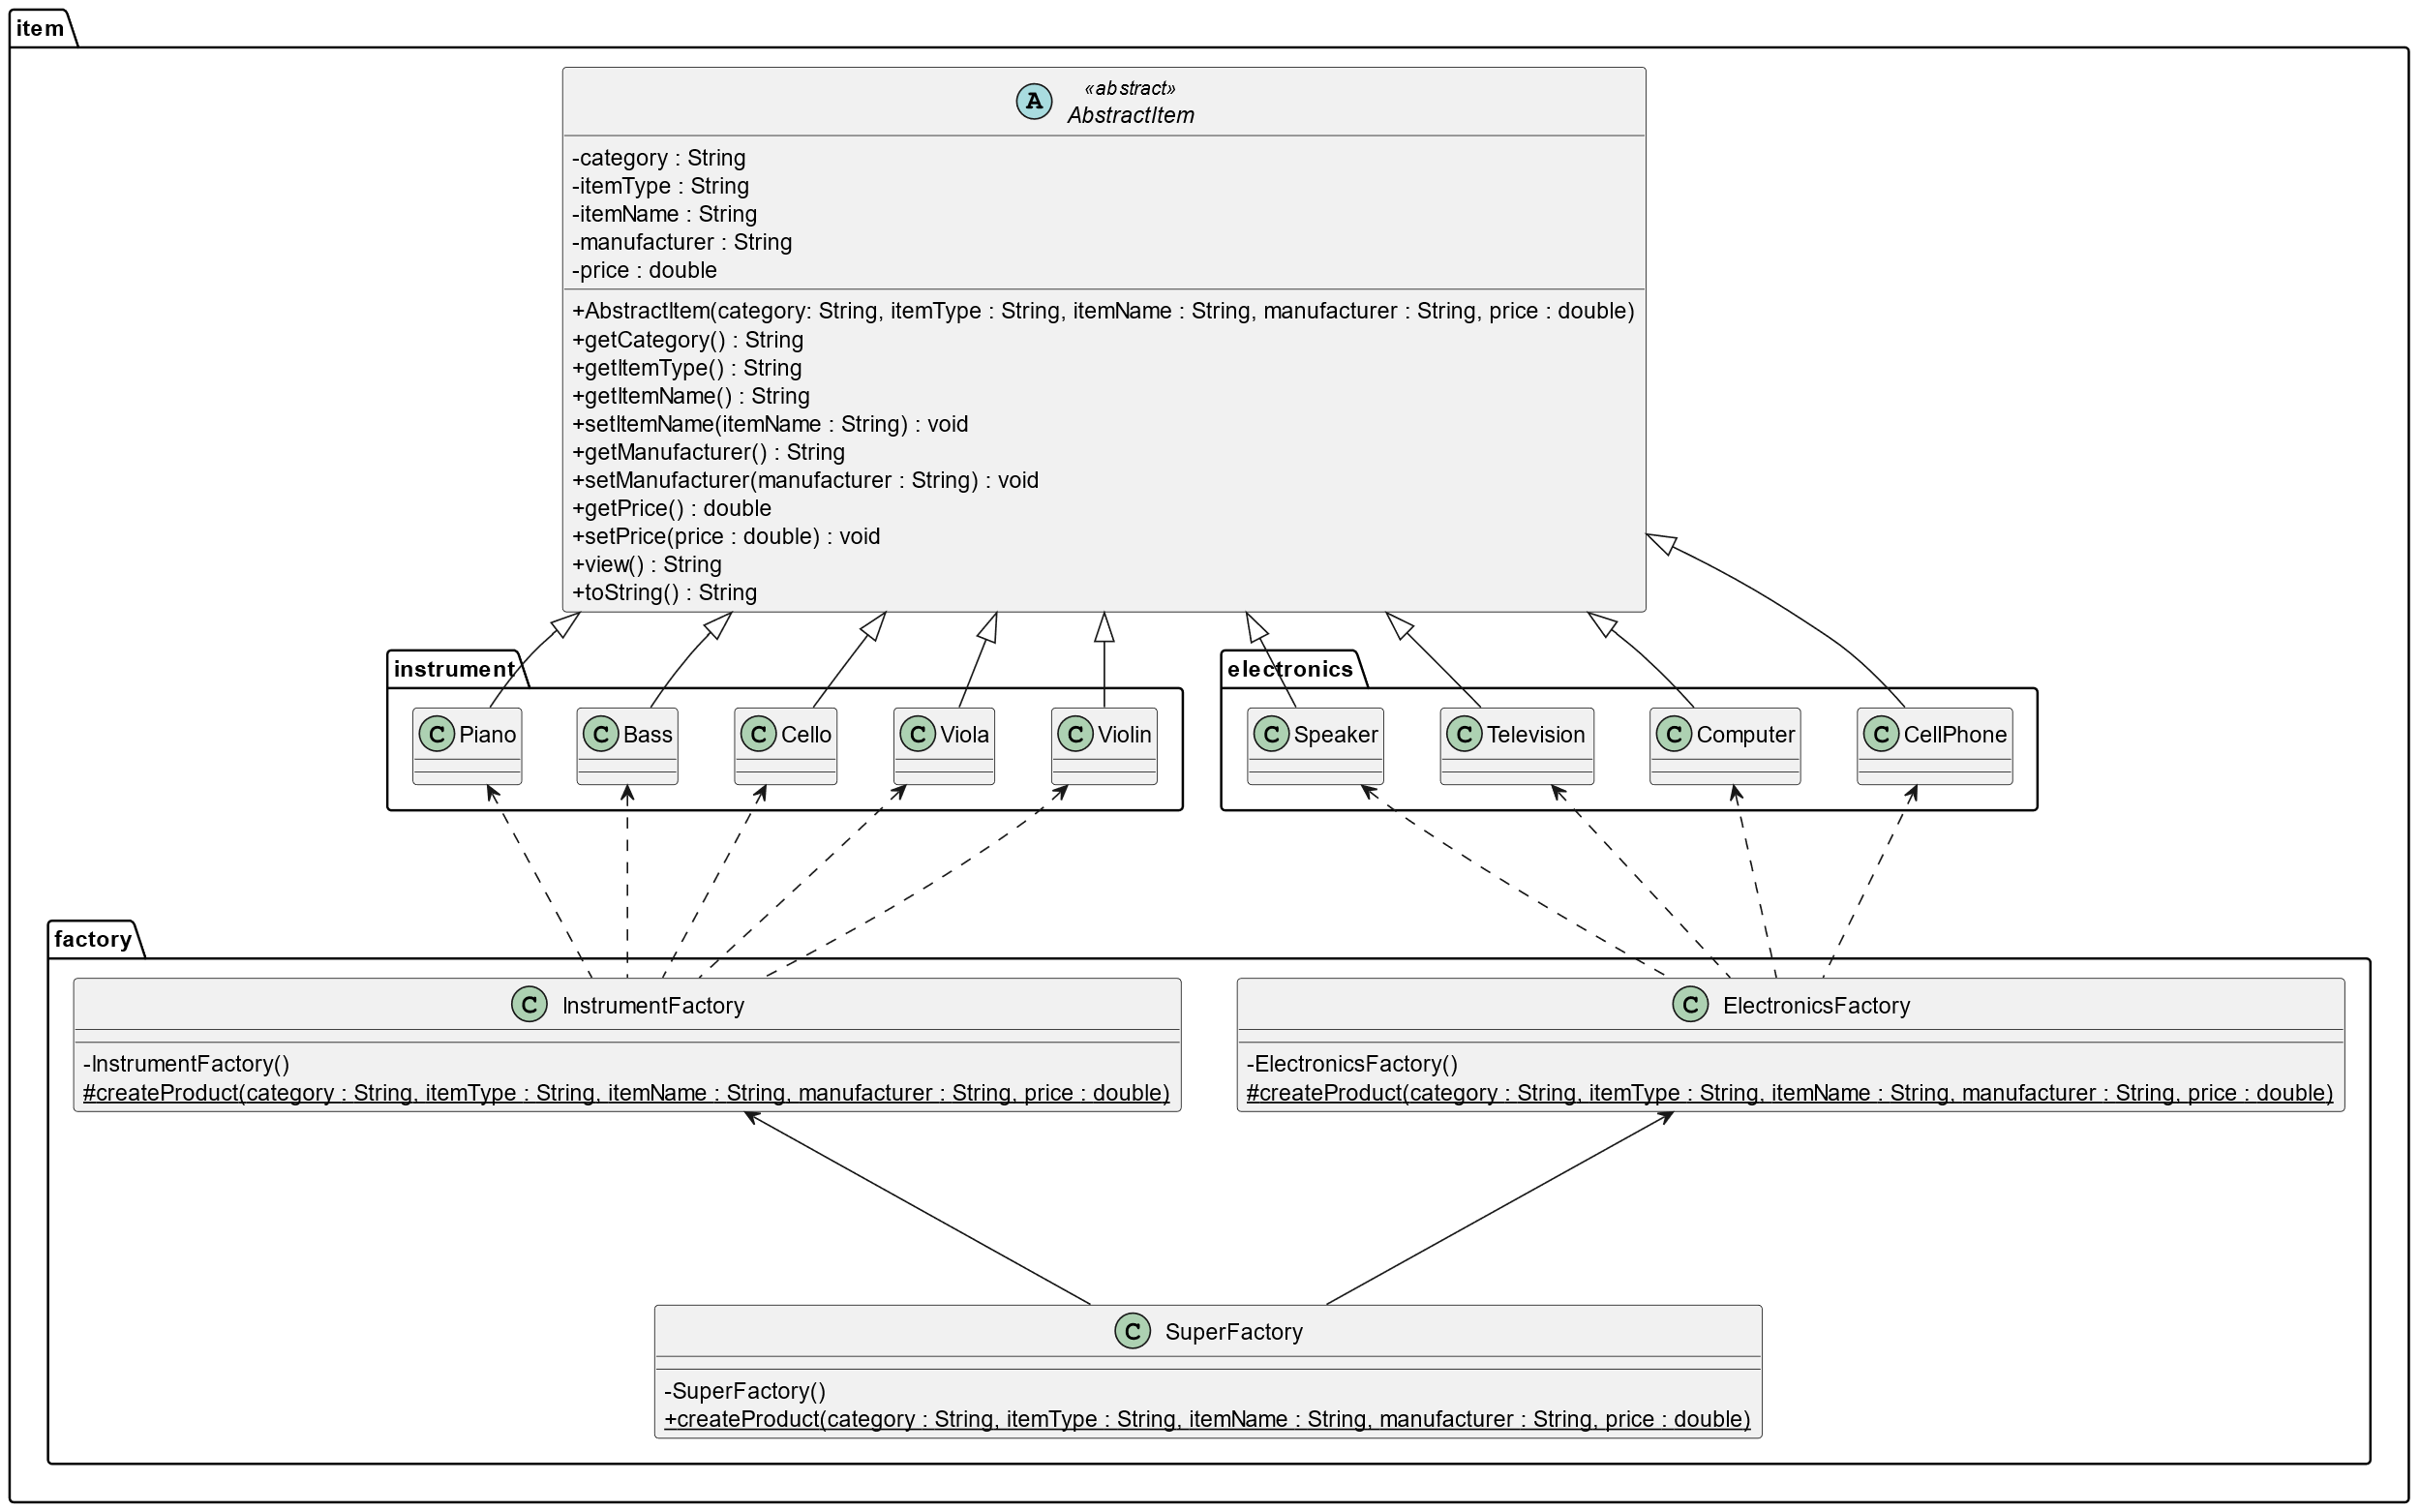 item
A
«abstract»
AbstractItem
-category : String
-itemType : String
-itemName : String
-manufacturer : String
-price : double
+AbstractItem(category: String, itemType : String, itemName : String, manufacturer : String, price : double)
+getCategory() : String
+getItemType() : String
+getItemName() : String
+setItemName(itemName : String) : void
+getManufacturer() : String
+setManufacturer(manufacturer : String) : void
+getPrice() : double
+setPrice(price : double) : void
+view() : String
+toString() : String
instrument
C Piano
C Bass
C Cello
C Viola
C Violin
electronics
C Speaker
C Television
C Computer
C CellPhone
factory
C InstrumentFactory
-InstrumentFactory()
#createProduct(category : String, itemType : String, itemName : String, manufacturer : String, price : double)
C ElectronicsFactory
-ElectronicsFactory()
#createProduct(category : String, itemType : String, itemName : String, manufacturer : String, price : double)
C SuperFactory
-SuperFactory()
+createProduct(category : String, itemType : String, itemName : String, manufacturer : String, price : double)